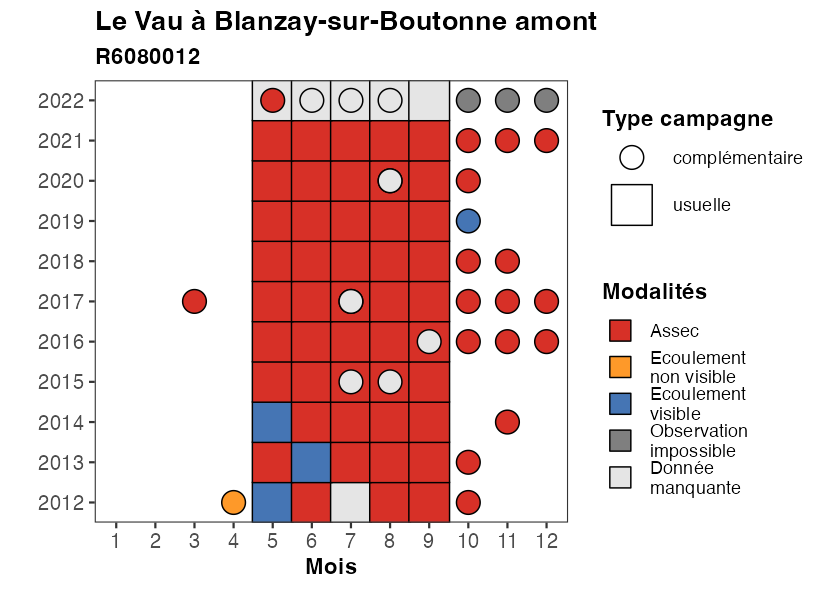 Le Vau à Blanzay-sur-Boutonne amont
R6080012
2022
2021
2020
2019
2018
2017
2016
2015
2014
2013
2012
1 2 3 4 5 6 7 8 9 10 11 12
Mois
Type campagne
complémentaire
usuelle
Modalités
Assec
Ecoulement
non visible
Ecoulement
visible
Observation
impossible
Donnée
manquante